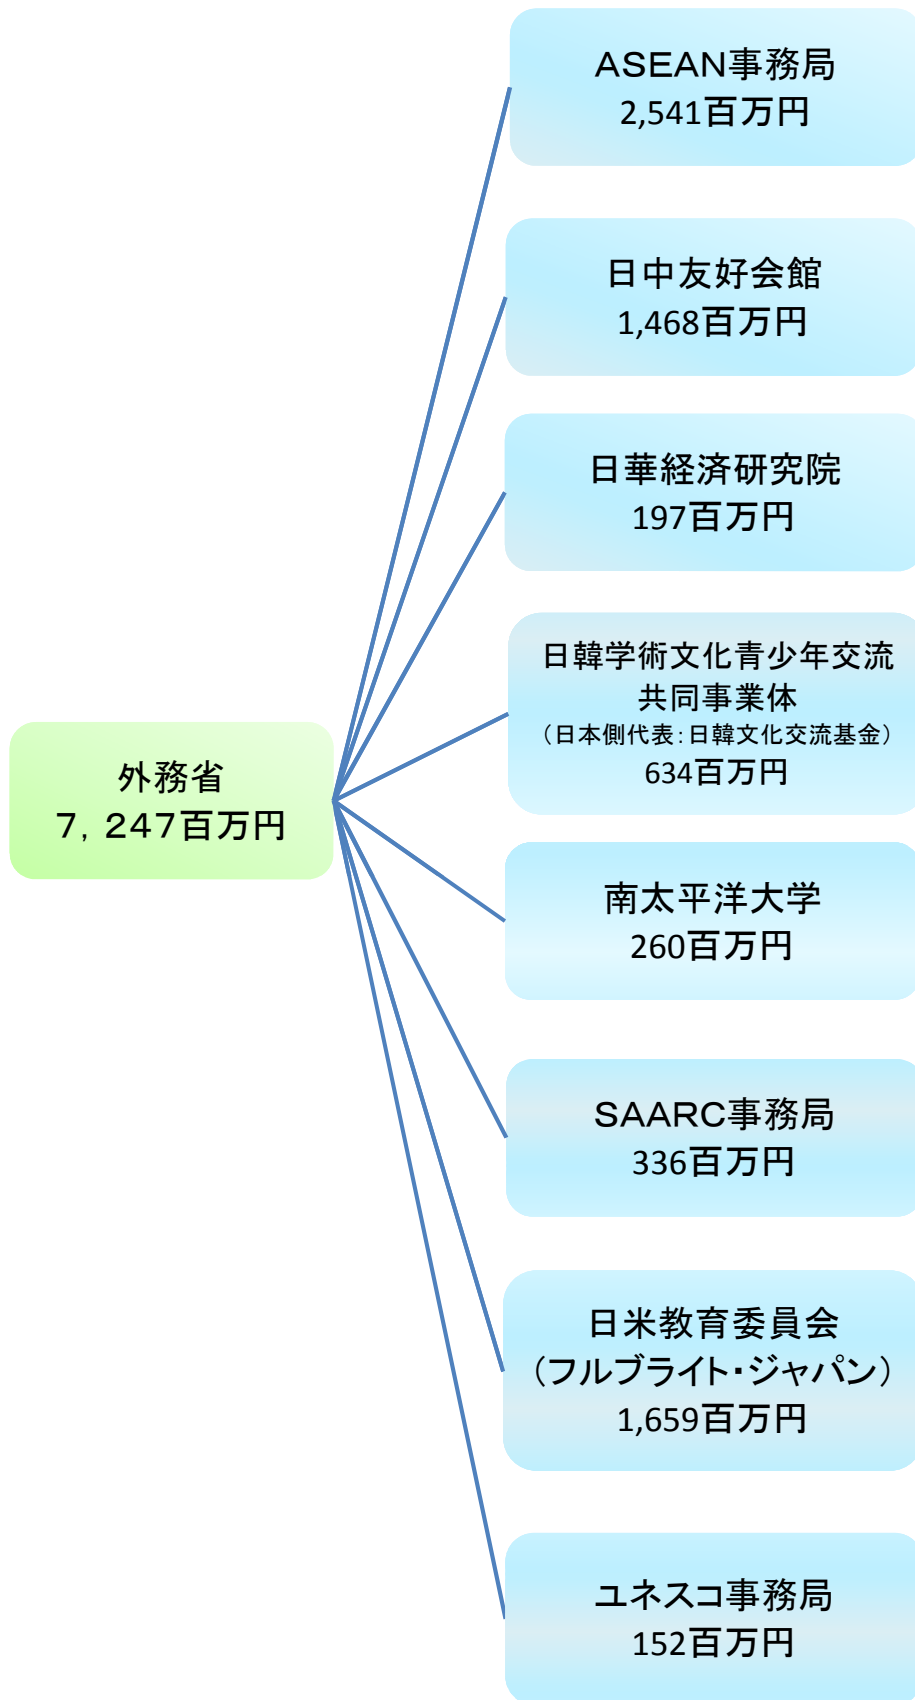 ASEAN事務局
2,541百万円
日中友好会館
1,468百万円
日華経済研究院
197百万円
日韓学術文化青少年交流
共同事業体
（日本側代表：日韓文化交流基金）
634百万円
外務省
７，２４７百万円
南太平洋大学
260百万円
SAARC事務局
336百万円
日米教育委員会
（フルブライト・ジャパン）
1,659百万円
ユネスコ事務局
152百万円